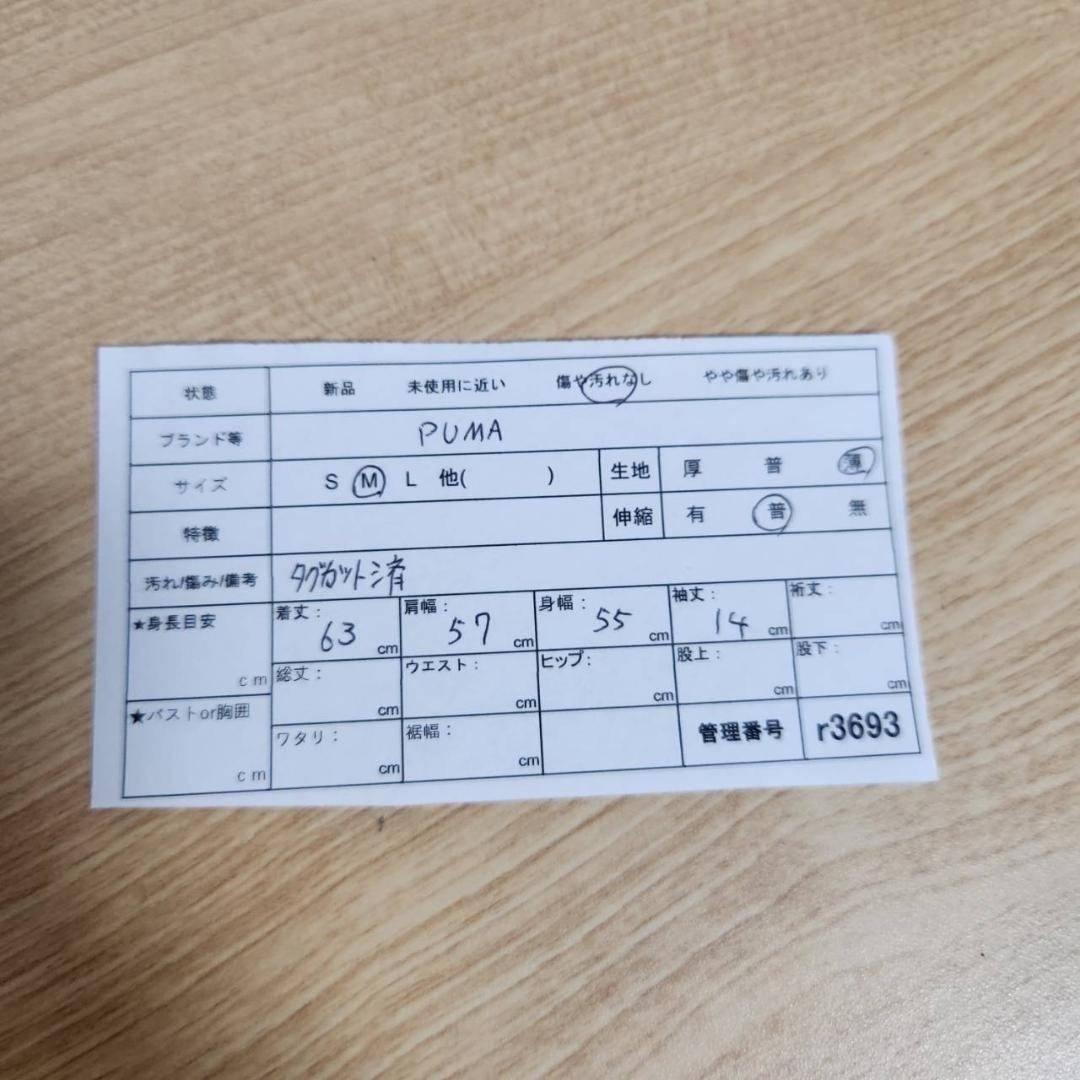 状態 新品 未使用に近い 傷や汚れなし やや傷や汚れあり
ブランド等 PUMA
サイズ S M L 他( ) 生地 厚 普 薄
特徴 伸縮 有 普 無
汚れ/傷み/備考 タグカット済
★身長目安 cm 着丈: 63 cm 肩幅: 57 cm 身幅: 55 cm 袖丈: 14 cm 裄丈: cm
総丈: cm ウエスト: cm ヒップ: cm 股上: cm 股下: cm
★バストor胸囲 cm ワタリ: cm 裾幅: cm 管理番号 r3693